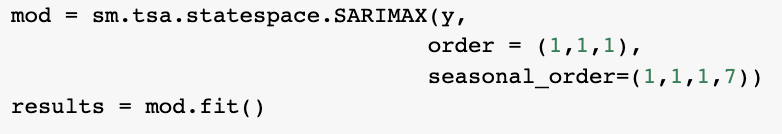 mod = sm.tsa.statespace.SARIMAX(y,
order = (1,1,1),
seasonal_order=(1,1,1,7))
results = mod.fit()